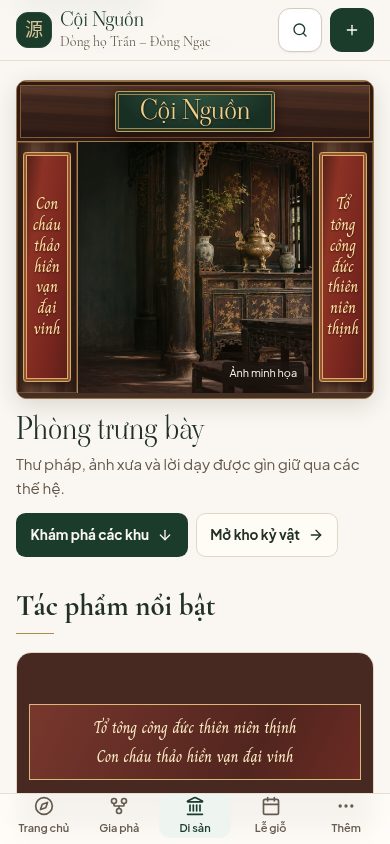 源
Cội Nguồn
Dòng họ Trần – Đông Ngạc
Cội Nguồn
Con
cháu
thảo
hiền
vạn
đại
vinh
Tổ
tông
công
đức
thiên
niên
thịnh
Ảnh minh họa
Phòng trưng bày
Thư pháp, ảnh xưa và lời dạy được gìn giữ qua các
thế hệ.
Khám phá các khu
Mở kho kỷ vật
Tác phẩm nổi bật
Tổ tông công đức thiên niên thịnh
Con cháu thảo hiền vạn đại vinh
Trang chủ
Gia phả
Di sản
Lễ giỗ
Thêm